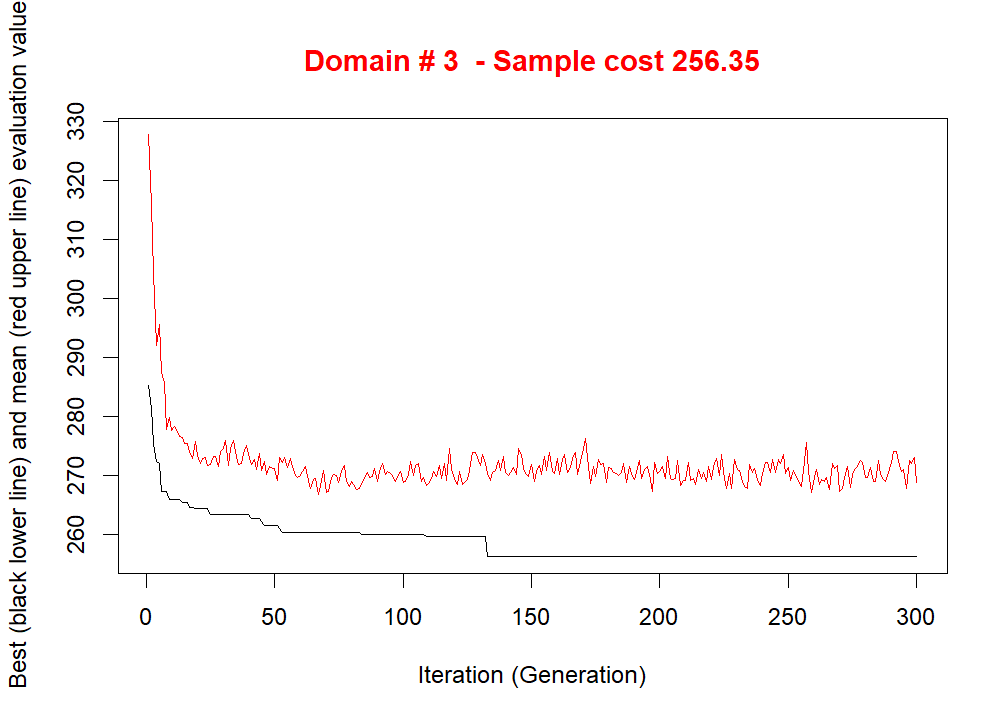 Domain # 3  - Sample cost 256.35
Best (black lower line) and mean (red upper line) evaluation value
330
320
310
300
290
280
270
260
0 50 100 150 200 250 300
Iteration (Generation)